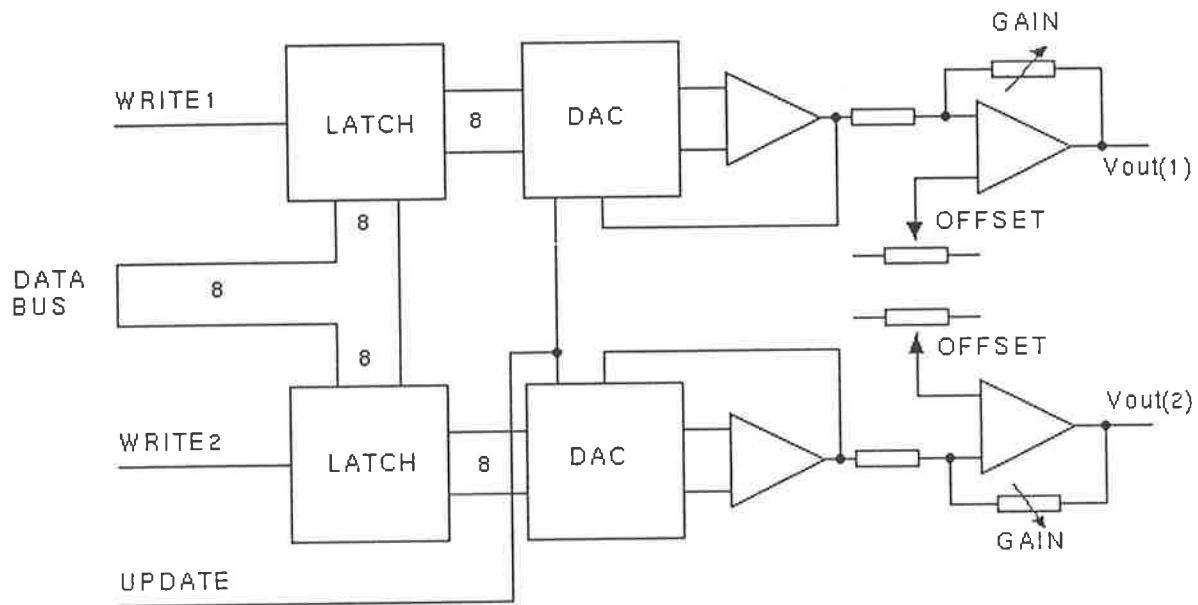 GAIN
WRITE1
LATCH
8
DAC
Vout(1)
8
OFFSET
DATA
BUS
8
8
OFFSET
WRITE2
LATCH
8
DAC
Vout(2)
GAIN
UPDATE